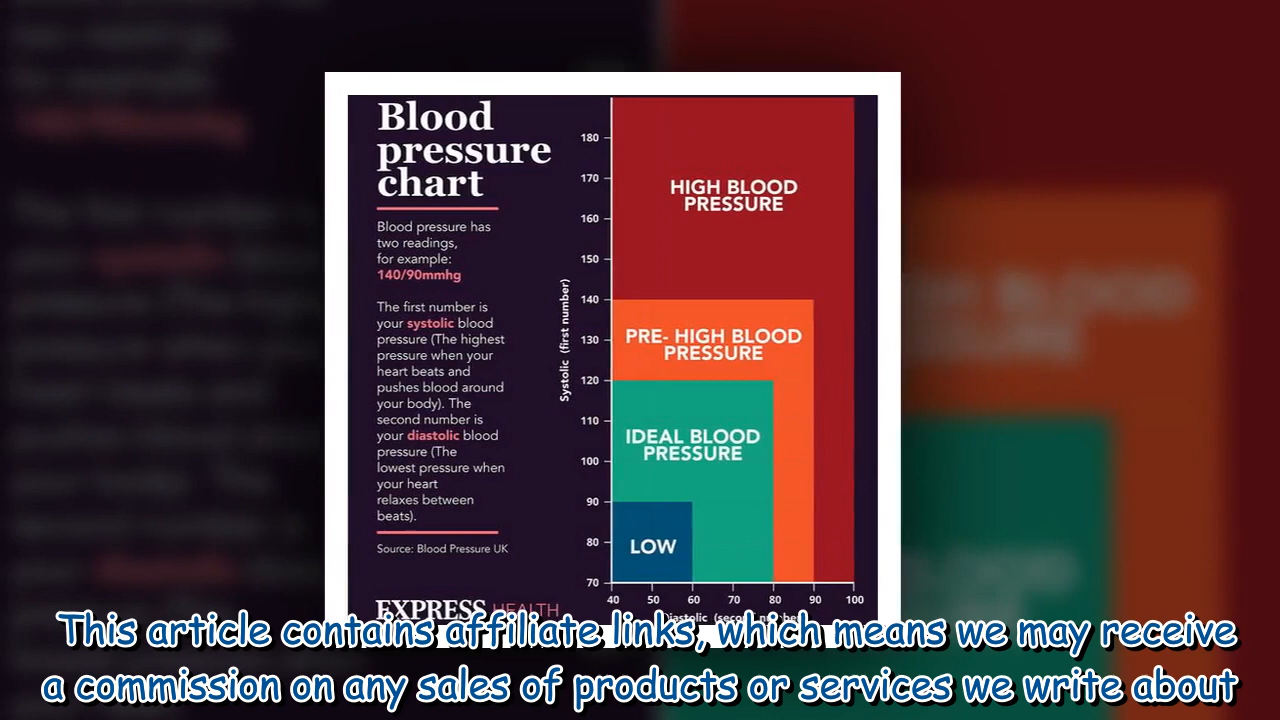 Blood
pressure
chart
Blood pressure has
two readings,
for example:
140/90mmhg
The first number is
your systolic blood
pressure (The highest
pressure when your
heart beats and
pushes blood around
your body). The
second number is
your diastolic blood
pressure (The
lowest pressure when
your heart
relaxes between
beats).
Source: Blood Pressure UK
EXPRESS HEALTH
Systolic (first number)
180
170
160
150
140
130
120
110
100
90
80
70
HIGH BLOOD
PRESSURE
PRE- HIGH BLOOD
PRESSURE
IDEAL BLOOD
PRESSURE
LOW
40 50 60 70 80 90 100
Diastolic (second number)
This article contains affiliate links, which means we may receive
a commission on any sales of products or services we write about